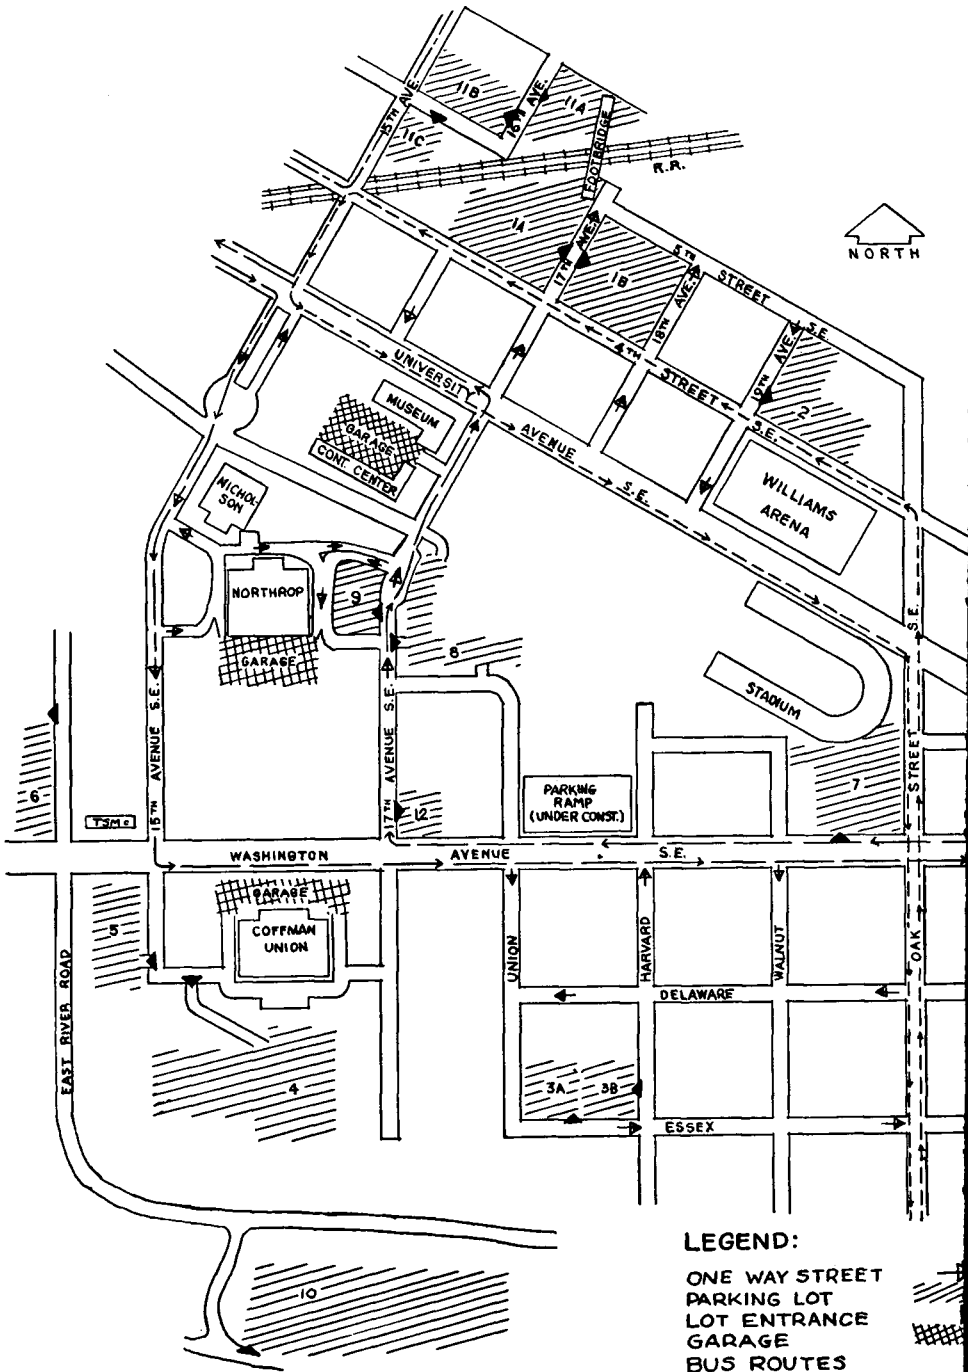 15TH AVE.
11B
16TH AVE.
11A
11C
FOOTBRIDGE
R.R.
NORTH
1A
17TH AVE.
1B
5TH STREET S.E.
18TH AVE.
19TH AVE.
2
4TH STREET S.E.
UNIVERSITY AVENUE S.E.
MUSEUM
GARAGE
CONT. CENTER
NICHOL-
SON
WILLIAMS
ARENA
NORTHROP
9
GARAGE
8
STADIUM
S.E.
15TH AVENUE S.E.
17TH AVENUE S.E.
6
TSMC
12
PARKING
RAMP
(UNDER CONST.)
7
OAK STREET
WASHINGTON AVENUE S.E.
GARAGE
COFFMAN
UNION
5
EAST RIVER ROAD
UNION
HARVARD
WALNUT
DELAWARE
4
3A
3B
ESSEX
10
LEGEND:
ONE WAY STREET
PARKING LOT
LOT ENTRANCE
GARAGE
BUS ROUTES